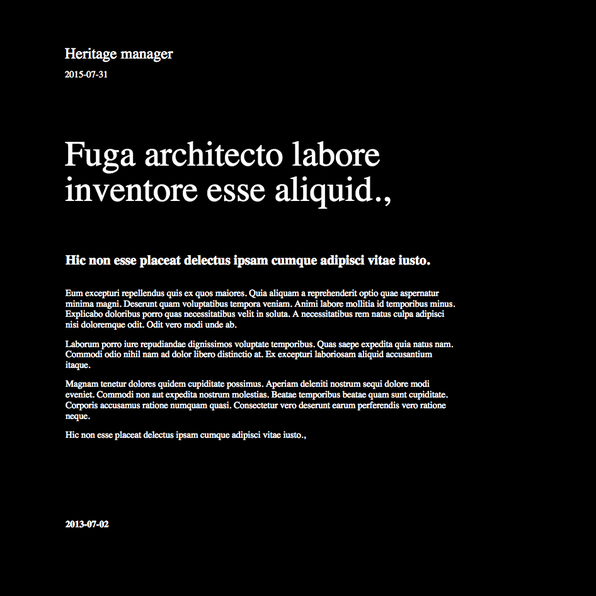 Heritage manager
2015-07-31
Fuga architecto labore
inventore esse aliquid.,
Hic non esse placeat delectus ipsam cumque adipisci vitae iusto.
Eum excepturi repellendus quis ex quos maiores. Quia aliquam a reprehenderit optio quae aspernatur
minima magni. Deserunt quam voluptatibus tempora veniam. Animi labore mollitia id temporibus minus.
Explicabo doloribus porro quas necessitatibus velit in soluta. A necessitatibus rem natus culpa adipisci
nisi doloremque odit. Odit vero modi unde ab.
Laborum porro iure repudiandae dignissimos voluptate temporibus. Quas saepe expedita quia natus nam.
Commodi odio nihil nam ad dolor libero distinctio at. Ex excepturi laboriosam aliquid accusantium
itaque.
Magnam tenetur dolores quidem cupiditate possimus. Aperiam deleniti nostrum sequi dolore modi
eveniet. Commodi non aut expedita nostrum molestias. Beatae temporibus beatae quam sunt cupiditate.
Corporis accusamus ratione numquam quasi. Consectetur vero deserunt earum perferendis vero ratione
neque.
Hic non esse placeat delectus ipsam cumque adipisci vitae iusto.,
2013-07-02